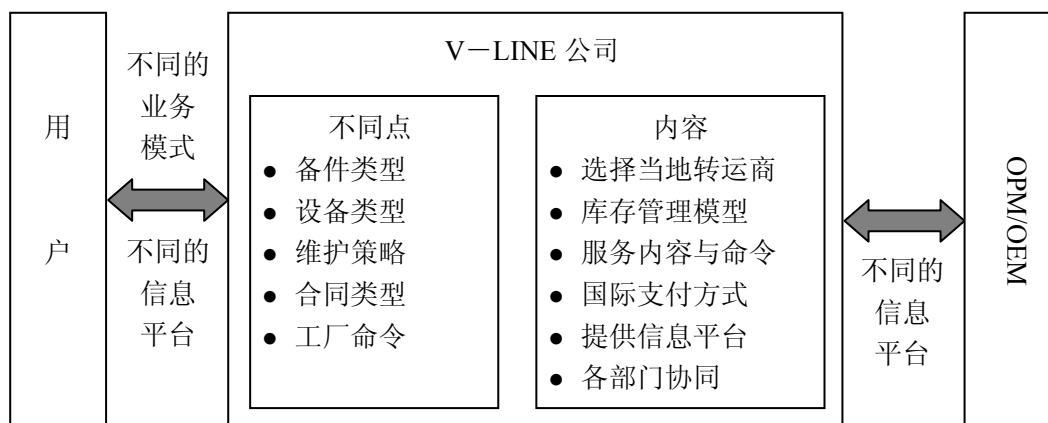 用
户
不同的
业务
模式
不同的
信息
平台
V－LINE 公司
不同点
● 备件类型
● 设备类型
● 维护策略
● 合同类型
● 工厂命令
内容
● 选择当地转运商
● 库存管理模型
● 服务内容与命令
● 国际支付方式
● 提供信息平台
● 各部门协同
不同的
信息
平台
OPM/OEM